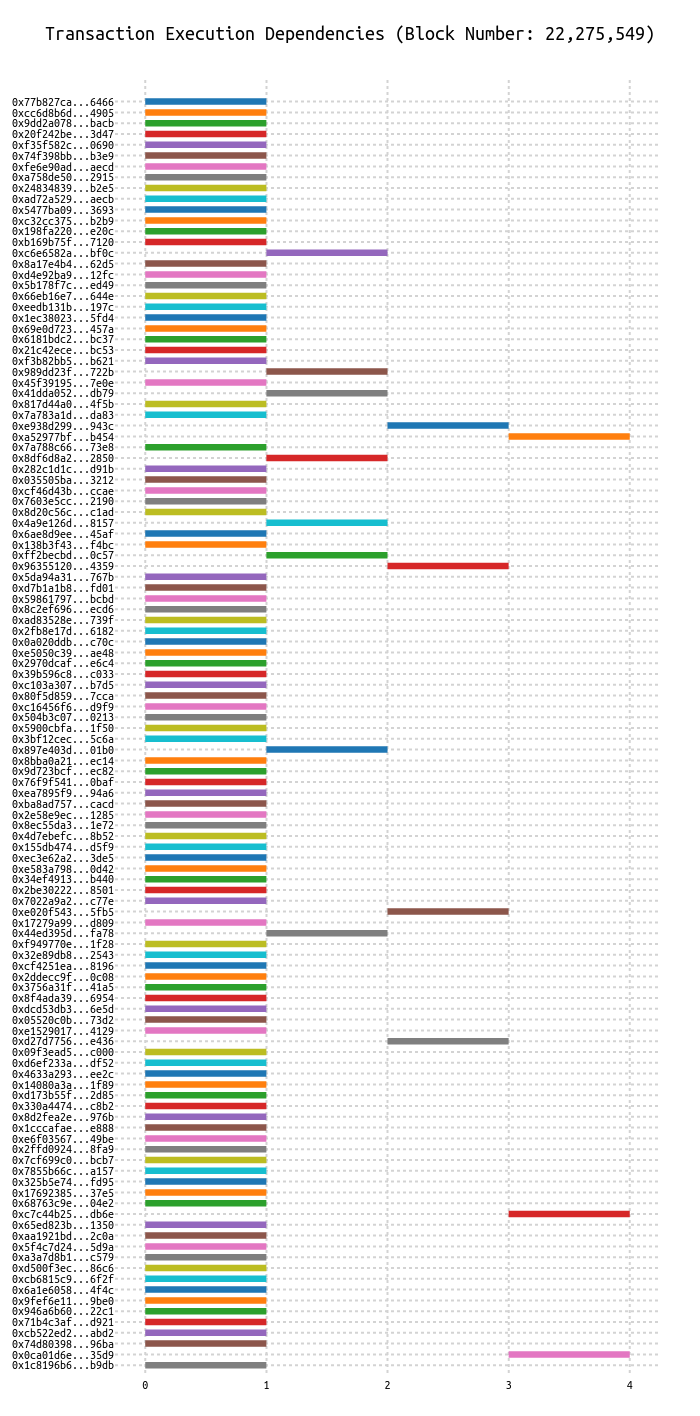 Transaction Execution Dependencies (Block Number: 22,275,549)
0x77b827ca...6466
0xcc6d8b6d...4905
0x9dd2a078...bacb
0x20f242be...3d47
0xf35f582c...0690
0x74f398bb...b3e9
0xfe6e90ad...aecd
0xa758de50...2915
0x24834839...b2e5
0xad72a529...aecb
0x5477ba09...3693
0xc32cc375...b2b9
0x198fa220...e20c
0xb169b75f...7120
0xc6e6582a...bf0c
0x8a17e4b4...62d5
0xd4e92ba9...12fc
0x5b178f7c...ed49
0x66eb16e7...644e
0xeedb131b...197c
0x1ec38023...5fd4
0x69e0d723...457a
0x6181bdc2...bc37
0x21c42ece...bc53
0xf3b82bb5...b621
0x989dd23f...722b
0x45f39195...7e0e
0x41dda052...db79
0x817d44a0...4f5b
0x7a783a1d...da83
0xe938d299...943c
0xa52977bf...b454
0x7a788c66...73e8
0x8df6d8a2...2850
0x282c1d1c...d91b
0x035505ba...3212
0xcf46d43b...ccae
0x7603e5cc...2190
0x8d20c56c...c1ad
0x4a9e126d...8157
0x6ae8d9ee...45af
0x138b3f43...f4bc
0xff2becbd...0c57
0x96355120...4359
0x5da94a31...767b
0xd7b1a1b8...fd01
0x59861797...bcbd
0x8c2ef696...ecd6
0xad83528e...739f
0x2fb8e17d...6182
0x0a020ddb...c70c
0xe5050c39...ae48
0x2970dcaf...e6c4
0x39b596c8...c033
0xc103a307...b7d5
0x80f5d859...7cca
0xc16456f6...d9f9
0x504b3c07...0213
0x5900cbfa...1f50
0x3bf12cec...5c6a
0x897e403d...01b0
0x8bba0a21...ec14
0x9d723bcf...ec82
0x76f9f541...0baf
0xea7895f9...94a6
0xba8ad757...cacd
0x2e58e9ec...1285
0x8ec55da3...1e72
0x4d7ebefc...8b52
0x155db474...d5f9
0xec3e62a2...3de5
0xe583a798...0d42
0x34ef4913...b440
0x2be30222...8501
0x7022a9a2...c77e
0xe020f543...5fb5
0x17279a99...d809
0x44ed395d...fa78
0xf949770e...1f28
0x32e89db8...2543
0xcf4251ea...8196
0x2ddecc9f...0c08
0x3756a31f...41a5
0x8f4ada39...6954
0xdcd53db3...6e5d
0x05520c0b...73d2
0xe1529017...4129
0xd27d7756...e436
0x09f3ead5...c000
0xd6ef233a...df52
0x4633a293...ee2c
0x14080a3a...1f89
0xd173b55f...2d85
0x330a4474...c8b2
0x8d2fea2e...976b
0x1cccafae...e888
0xe6f03567...49be
0x2ffd0924...8fa9
0x7cf699c0...bcb7
0x7855b66c...a157
0x325b5e74...fd95
0x17692385...37e5
0x68763c9e...04e2
0xc7c44b25...db6e
0x65ed823b...1350
0xaa1921bd...2c0a
0x5f4c7d24...5d9a
0xa3a7d8b1...c579
0xd500f3ec...86c6
0xcb6815c9...6f2f
0x6a1e6058...4f4c
0x9fef6e11...9be0
0x946a6b60...22c1
0x71b4c3af...d921
0xcb522ed2...abd2
0x74d80398...96ba
0x0ca01d6e...35d9
0x1c8196b6...b9db
0 1 2 3 4